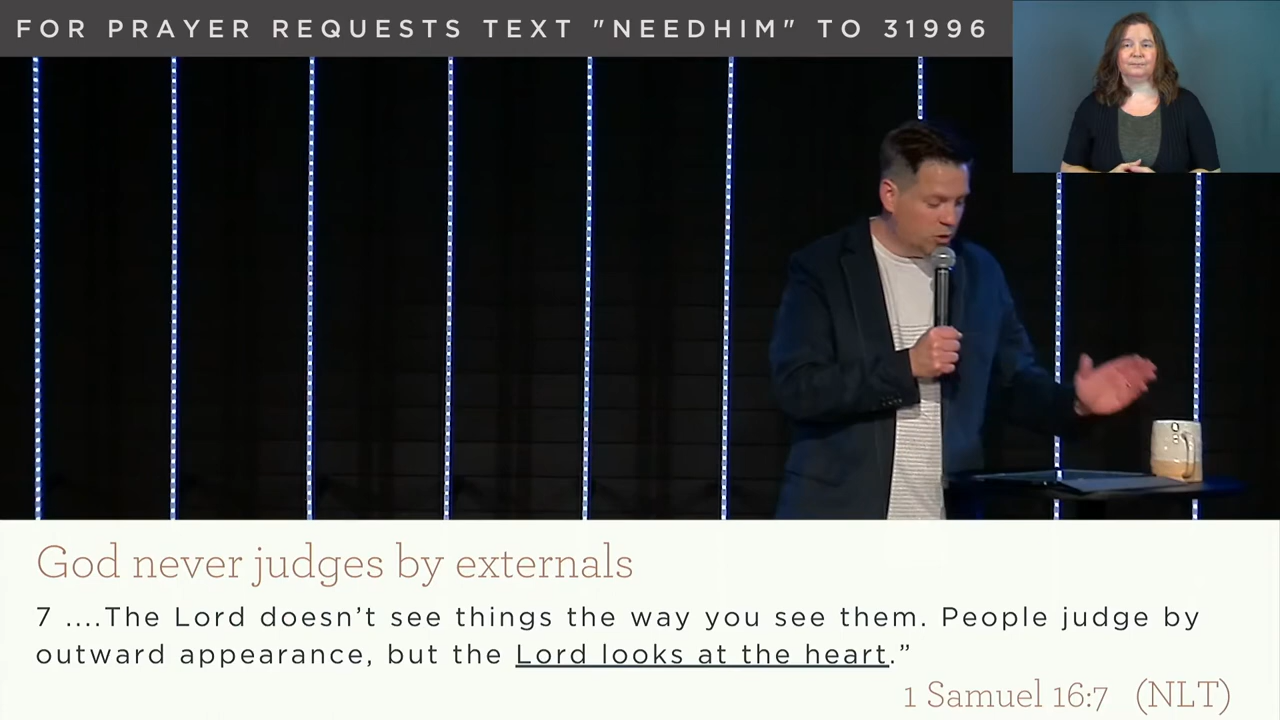 FOR PRAYER REQUESTS TEXT "NEEDHIM" TO 31996
God never judges by externals
7 ....The Lord doesn’t see things the way you see them. People judge by
outward appearance, but the Lord looks at the heart.”
1 Samuel 16:7 (NLT)